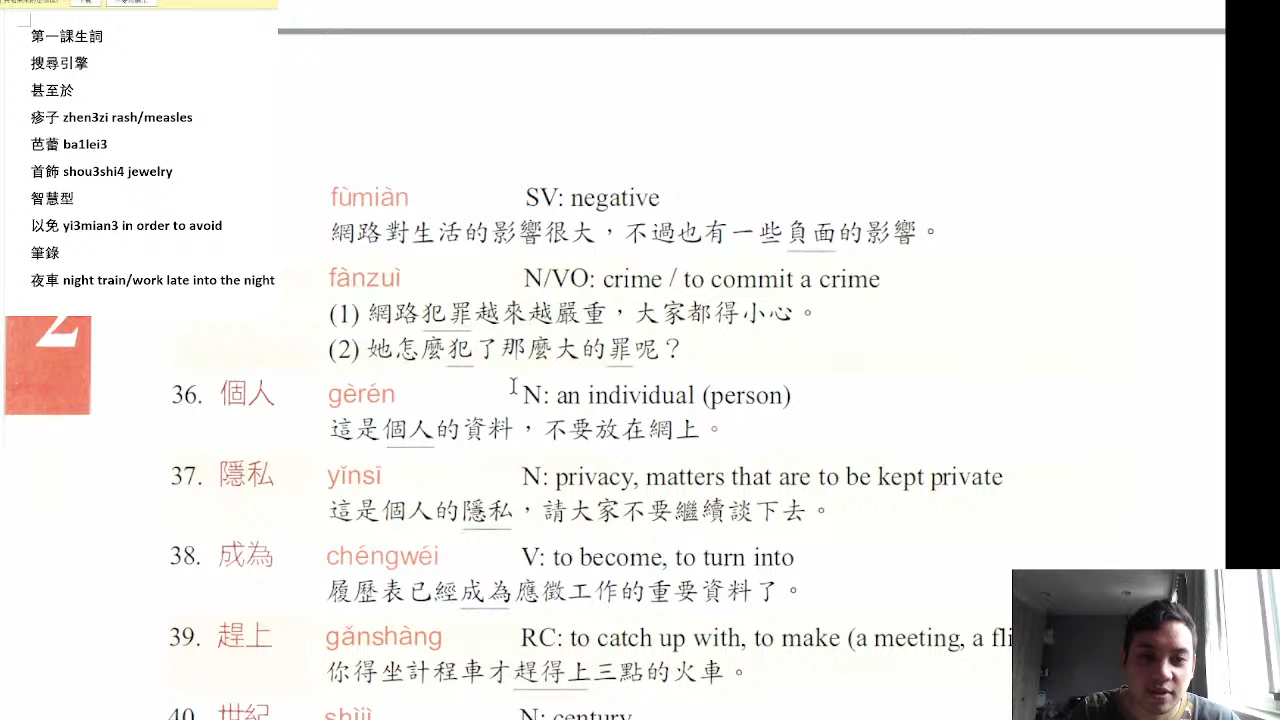 第一課生詞
搜尋引擎
甚至於
疹子 zhen3zi rash/measles
芭蕾 ba1lei3
首飾 shou3shi4 jewelry
智慧型
以免 yi3mian3 in order to avoid
筆錄
夜車 night train/work late into the night
2
fùmiàn SV: negative
網路對生活的影響很大，不過也有一些負面的影響。
fànzuì N/VO: crime / to commit a crime
(1) 網路犯罪越來越嚴重，大家都得小心。
(2) 她怎麼犯了那麼大的罪呢？
36. 個人 gèrén N: an individual (person)
這是個人的資料，不要放在網上。
37. 隱私 yǐnsī N: privacy, matters that are to be kept private
這是個人的隱私，請大家不要繼續談下去。
38. 成為 chéngwéi V: to become, to turn into
履歷表已經成為應徵工作的重要資料了。
39. 趕上 gǎnshàng RC: to catch up with, to make (a meeting, a fli
你得坐計程車才趕得上三點的火車。
40. 世紀 shìjì N: century